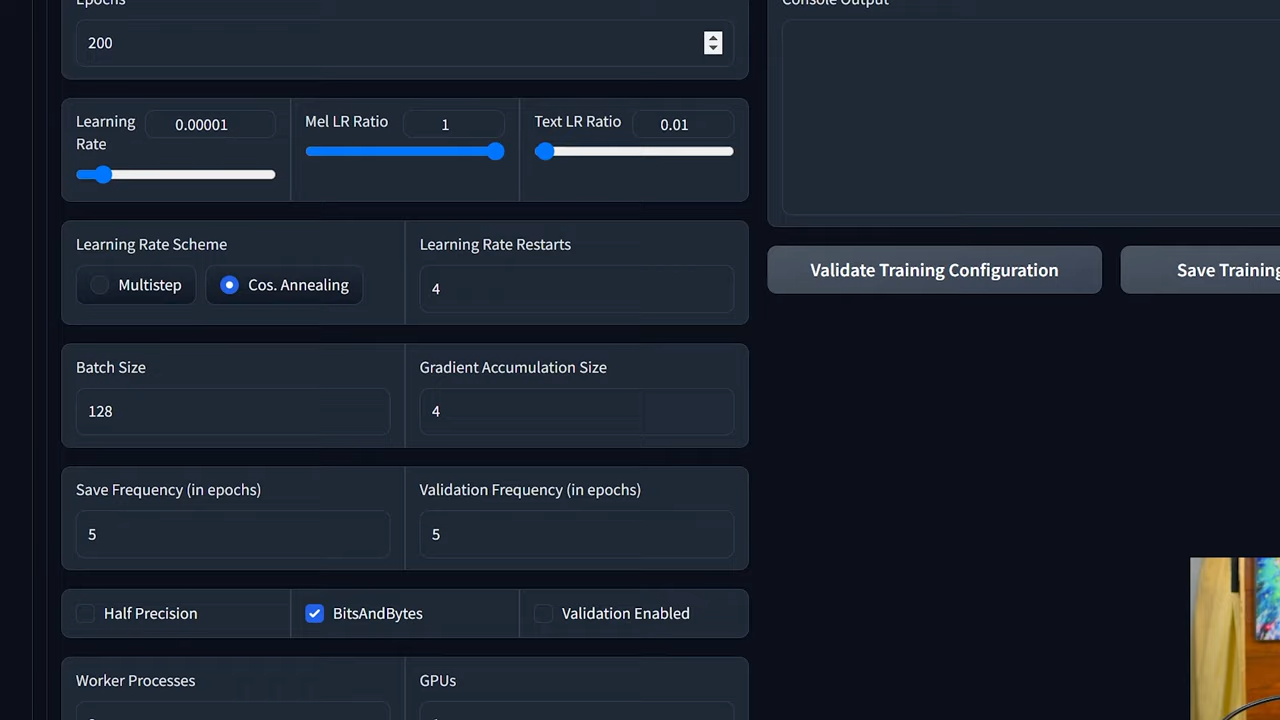 Epochs
200
Learning Rate
0.00001
Mel LR Ratio
1
Text LR Ratio
0.01
Learning Rate Scheme
Multistep
Cos. Annealing
Learning Rate Restarts
4
Batch Size
128
Gradient Accumulation Size
4
Save Frequency (in epochs)
5
Validation Frequency (in epochs)
5
Half Precision
BitsAndBytes
Validation Enabled
Worker Processes
GPUs
Console Output
Validate Training Configuration
Save Training